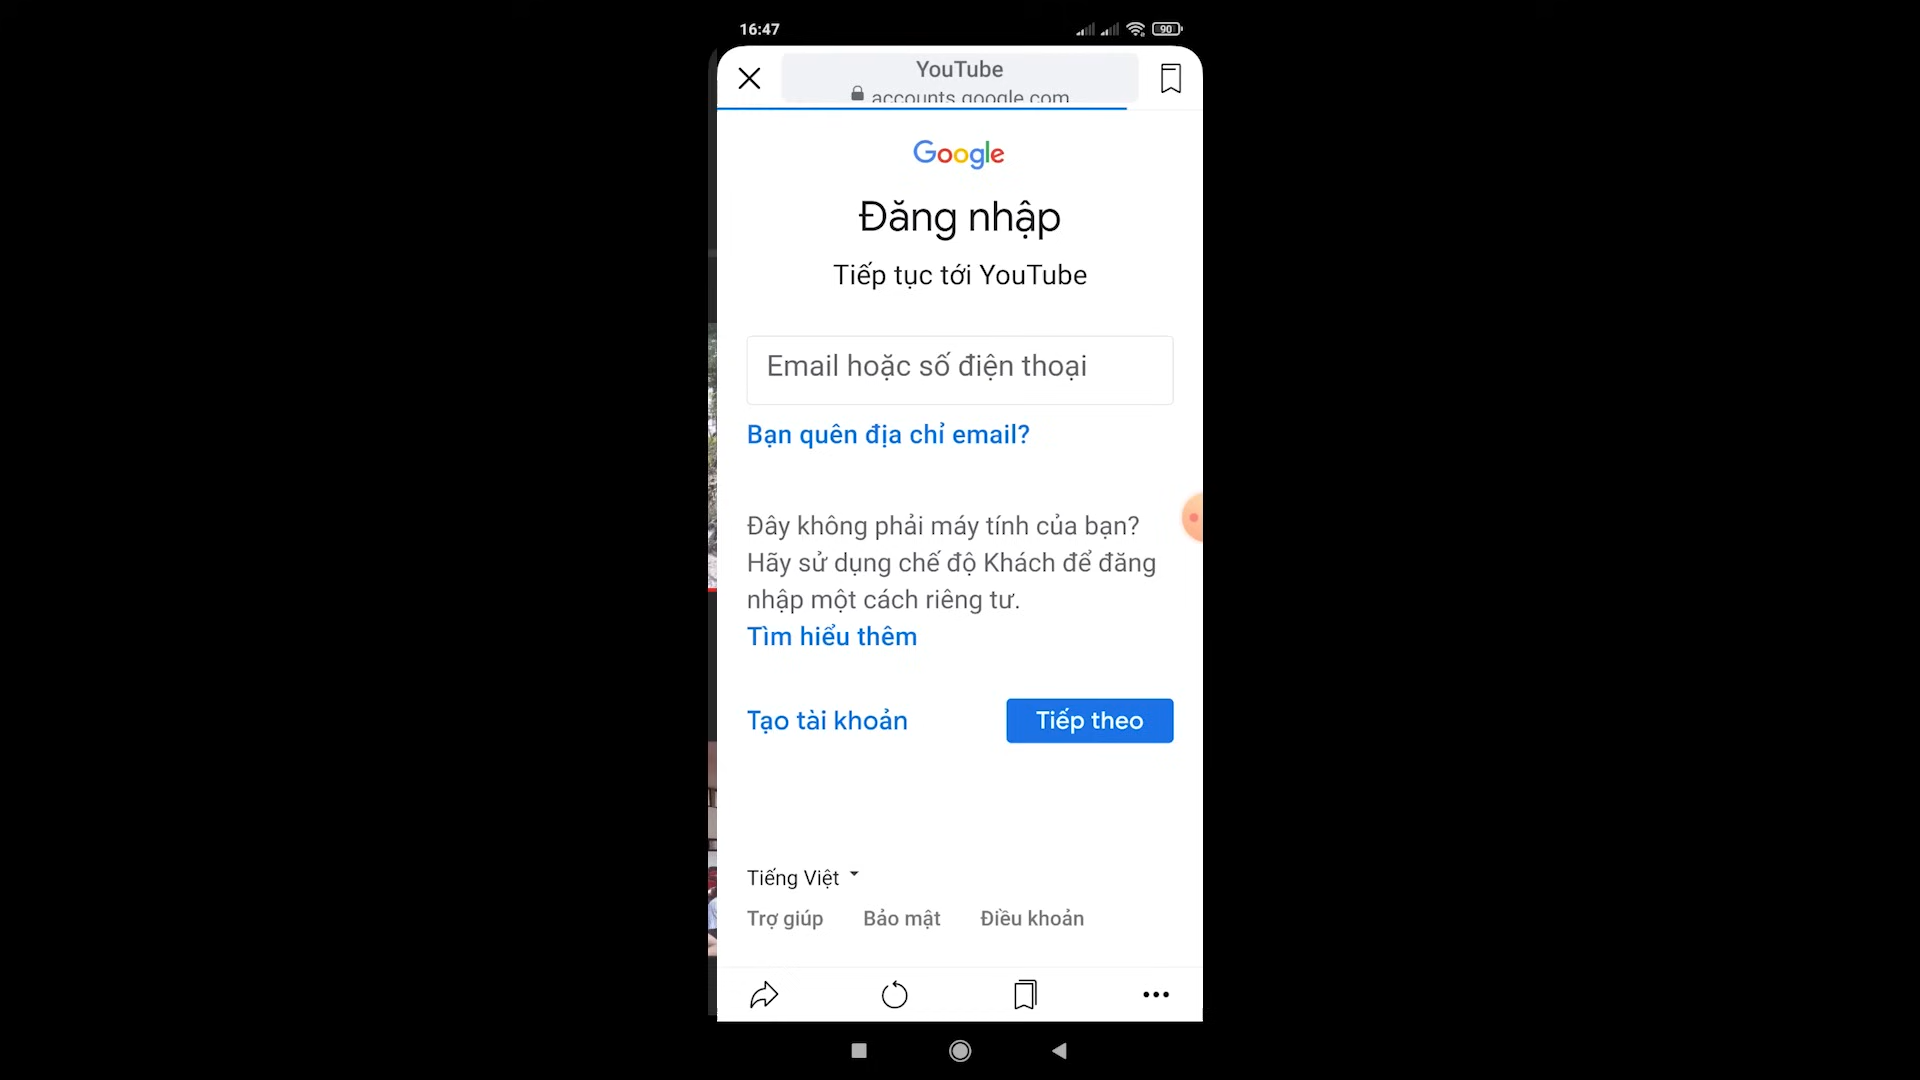 16:47
90
YouTube
accounts.google.com
Google
Đăng nhập
Tiếp tục tới YouTube
Email hoặc số điện thoại
Bạn quên địa chỉ email?
Đây không phải máy tính của bạn?
Hãy sử dụng chế độ Khách để đăng
nhập một cách riêng tư.
Tìm hiểu thêm
Tạo tài khoản
Tiếp theo
Tiếng Việt
Trợ giúp Bảo mật Điều khoản